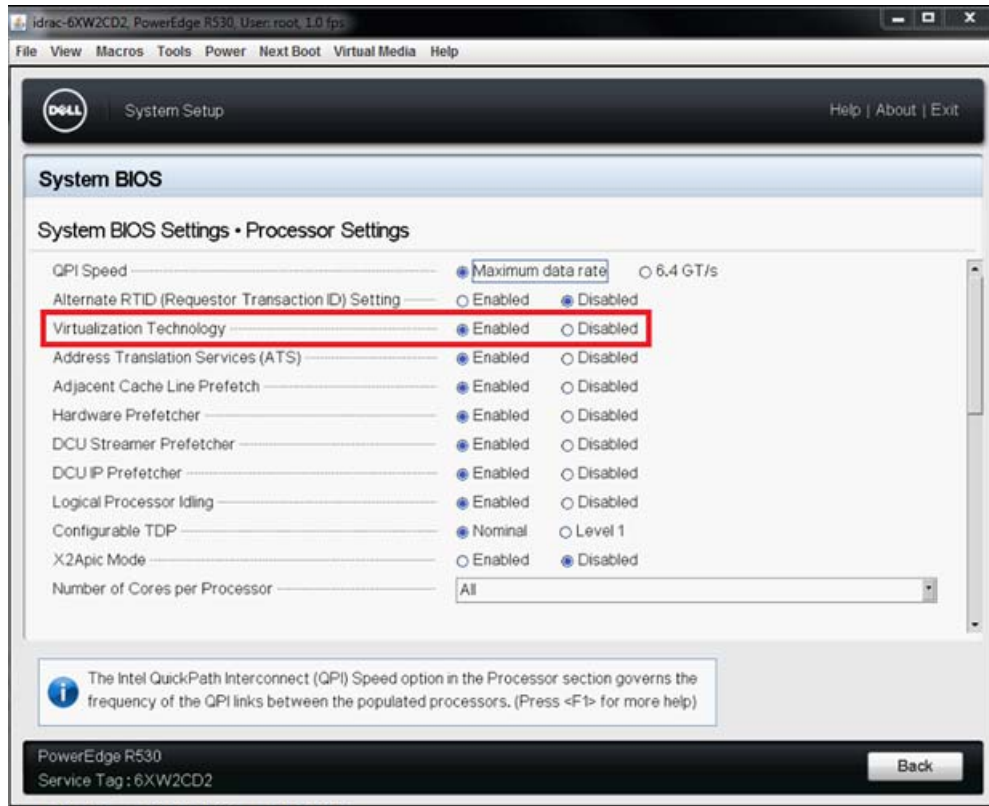 idrac-6XW2CD2, PowerEdge R530, User: root, 1.0 fps
File View Macros Tools Power Next Boot Virtual Media Help
DELL System Setup Help | About | Exit
System BIOS
System BIOS Settings • Processor Settings
QPI Speed Maximum data rate 6.4 GT/s
Alternate RTID (Requestor Transaction ID) Setting Enabled Disabled
Virtualization Technology Enabled Disabled
Address Translation Services (ATS) Enabled Disabled
Adjacent Cache Line Prefetch Enabled Disabled
Hardware Prefetcher Enabled Disabled
DCU Streamer Prefetcher Enabled Disabled
DCU IP Prefetcher Enabled Disabled
Logical Processor Idling Enabled Disabled
Configurable TDP Nominal Level 1
X2Apic Mode Enabled Disabled
Number of Cores per Processor All
The Intel QuickPath Interconnect (QPI) Speed option in the Processor section governs the
frequency of the QPI links between the populated processors. (Press <F1> for more help)
PowerEdge R530
Service Tag : 6XW2CD2
Back